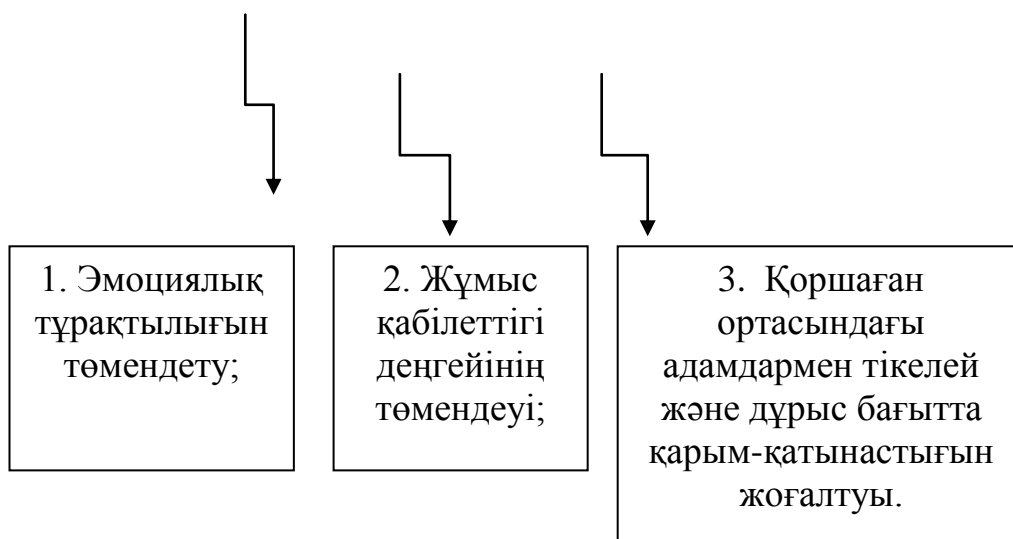 1. Эмоциялық
тұрақтылығын
төмендету;
2. Жұмыс
қабілеттігі
деңгейінің
төмендеуі;
3. Қоршаған
ортасындағы
адамдармен тікелей
және дұрыс бағытта
қарым-қатынастығын
жоғалтуы.